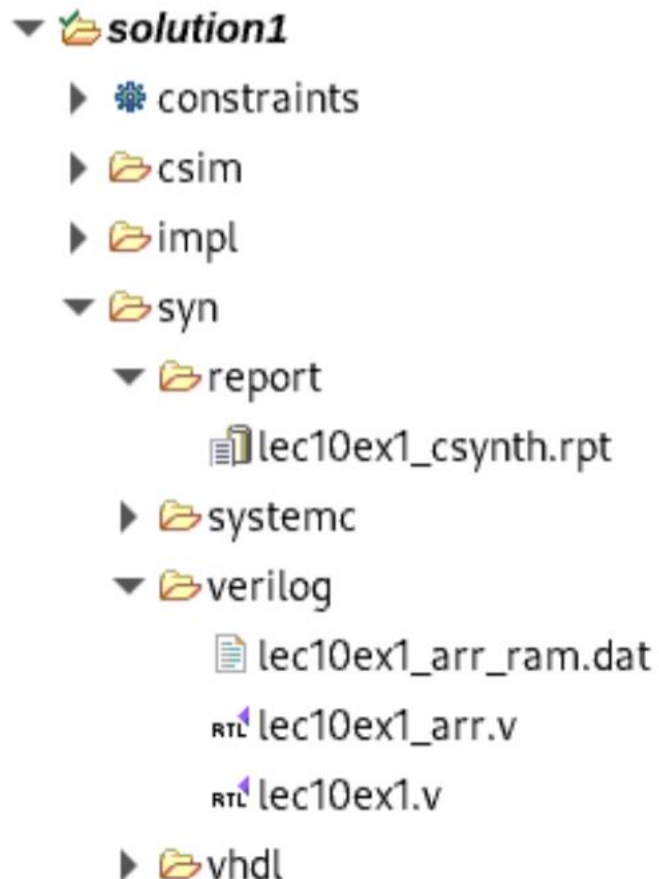 solution1
constraints
csim
impl
syn
report
lec10ex1_csynth.rpt
systemc
verilog
lec10ex1_arr_ram.dat
RTL lec10ex1_arr.v
RTL lec10ex1.v
vhdl